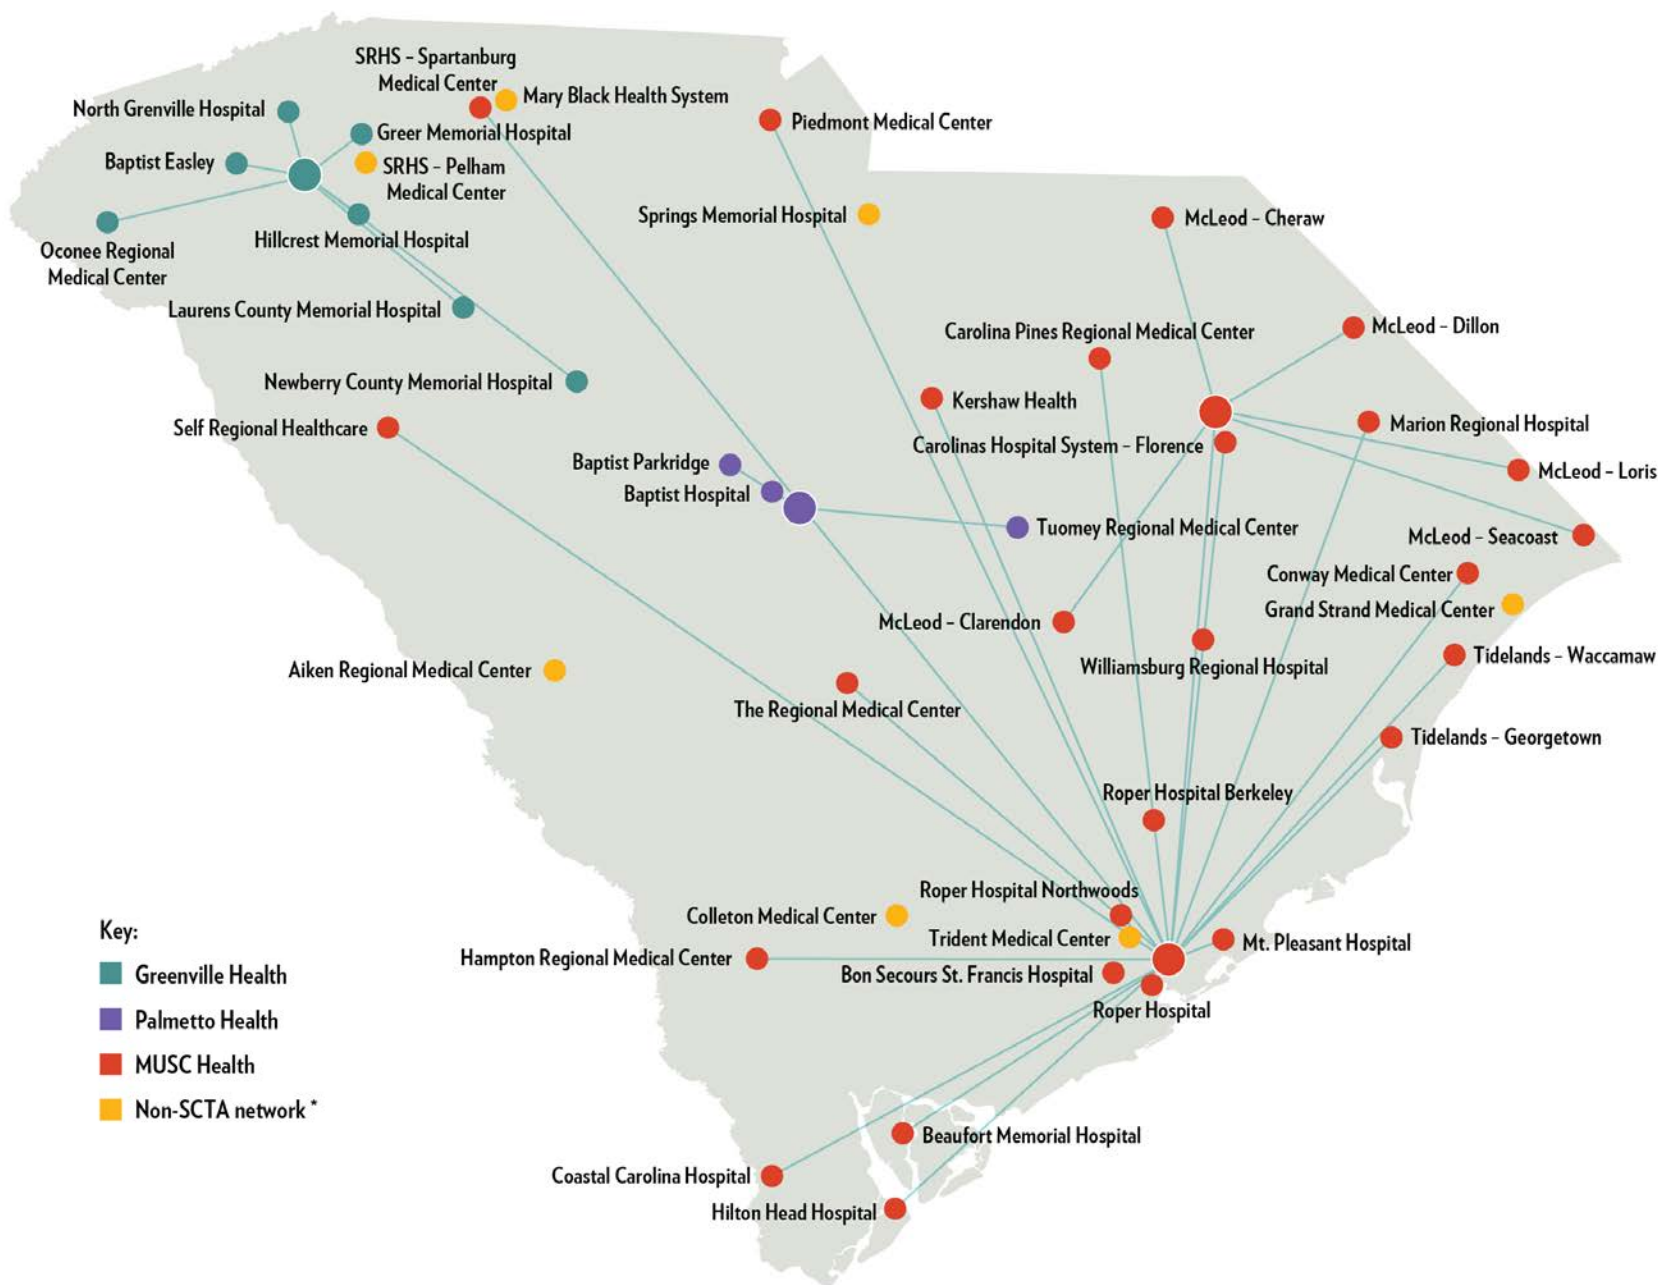 SRHS – Spartanburg
Medical Center
Mary Black Health System
North Grenville Hospital
Greer Memorial Hospital
Piedmont Medical Center
Baptist Easley
SRHS – Pelham
Medical Center
Springs Memorial Hospital
McLeod – Cheraw
Hillcrest Memorial Hospital
Oconee Regional
Medical Center
Laurens County Memorial Hospital
Carolina Pines Regional Medical Center
McLeod – Dillon
Newberry County Memorial Hospital
Kershaw Health
Self Regional Healthcare
Marion Regional Hospital
Carolinas Hospital System – Florence
Baptist Parkridge
McLeod – Loris
Baptist Hospital
Tuomey Regional Medical Center
McLeod – Seacoast
Conway Medical Center
Grand Strand Medical Center
McLeod – Clarendon
Tidelands – Waccamaw
Williamsburg Regional Hospital
Aiken Regional Medical Center
The Regional Medical Center
Tidelands – Georgetown
Roper Hospital Berkeley
Roper Hospital Northwoods
Colleton Medical Center
Trident Medical Center
Mt. Pleasant Hospital
Hampton Regional Medical Center
Bon Secours St. Francis Hospital
Roper Hospital
Key:
Greenville Health
Palmetto Health
MUSC Health
Non-SCTA network *
Beaufort Memorial Hospital
Coastal Carolina Hospital
Hilton Head Hospital